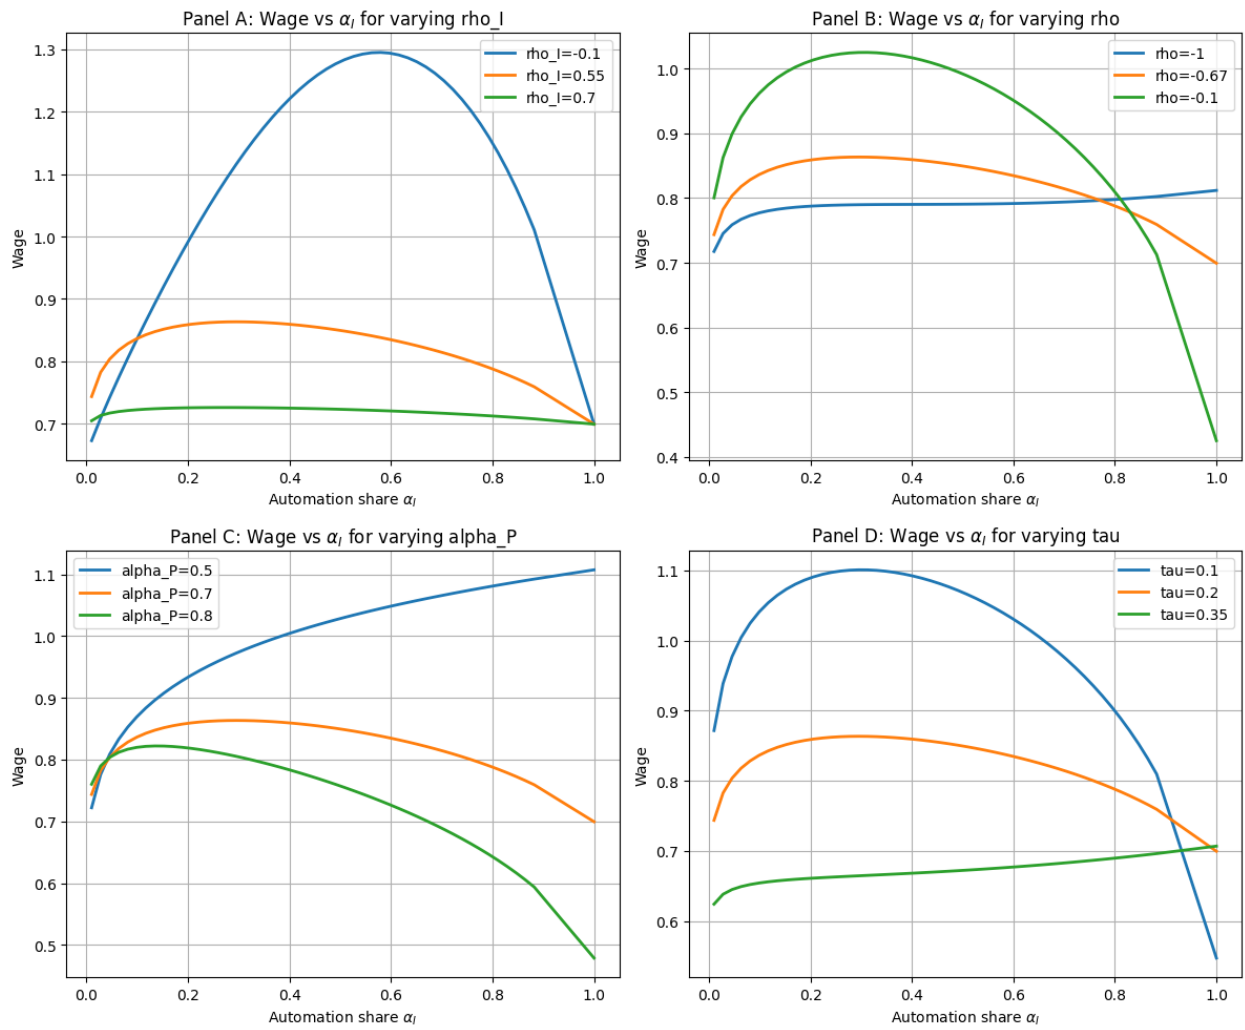 Panel A: Wage vs α_I for varying rho_I
1.3
1.2
1.1
1.0
0.9
0.8
0.7
Wage
rho_I=-0.1
rho_I=0.55
rho_I=0.7
0.0 0.2 0.4 0.6 0.8 1.0
Automation share α_I
Panel B: Wage vs α_I for varying rho
1.0
0.9
0.8
0.7
0.6
0.5
0.4
Wage
rho=-1
rho=-0.67
rho=-0.1
0.0 0.2 0.4 0.6 0.8 1.0
Automation share α_I
Panel C: Wage vs α_I for varying alpha_P
1.1
1.0
0.9
0.8
0.7
0.6
0.5
Wage
alpha_P=0.5
alpha_P=0.7
alpha_P=0.8
0.0 0.2 0.4 0.6 0.8 1.0
Automation share α_I
Panel D: Wage vs α_I for varying tau
1.1
1.0
0.9
0.8
0.7
0.6
Wage
tau=0.1
tau=0.2
tau=0.35
0.0 0.2 0.4 0.6 0.8 1.0
Automation share α_I